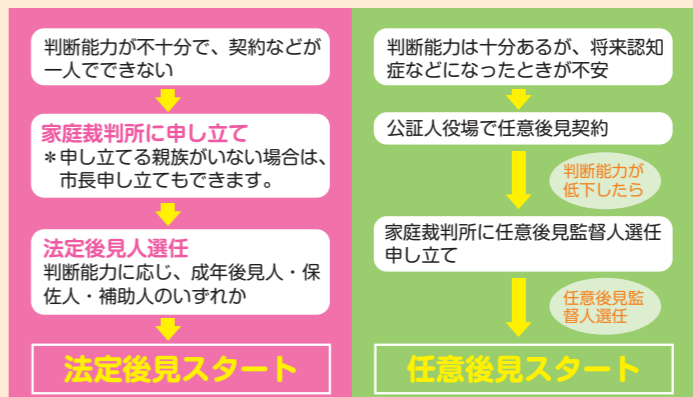 判断能力が不十分で、契約などが
一人でできない
家庭裁判所に申し立て
＊申し立てる親族がいない場合は、
市長申し立てもできます。
法定後見人選任
判断能力に応じ、成年後見人・保
佐人・補助人のいずれか
法定後見スタート
判断能力は十分あるが、将来認知
症などになったときが不安
公証人役場で任意後見契約
判断能力が
低下したら
家庭裁判所に任意後見監督人選任
申し立て
任意後見監
督人選任
任意後見スタート